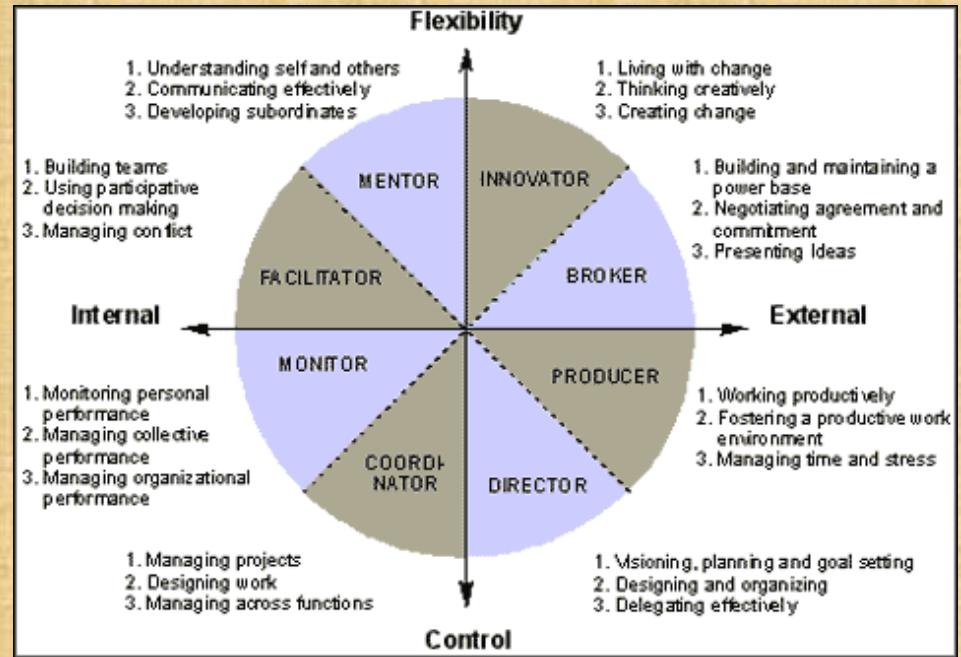 Flexibility
1. Understanding self and others
2. Communicating effectively
3. Developing subordinates
1. Living with change
2. Thinking creatively
3. Creating change
1. Building teams
2. Using participative
decision making
3. Managing conflict
MENTOR
INNOVATOR
1. Building and maintaining a
power base
2. Negotiating agreement and
commitment
3. Presenting Ideas
FACILITATOR
BROKER
Internal
External
MONITOR
PRODUCER
1. Monitoring personal
performance
2. Managing collective
performance
3. Managing organizational
performance
1. Working productively
2. Fostering a productive work
environment
3. Managing time and stress
COORDI-
NATOR
DIRECTOR
1. Managing projects
2. Designing work
3. Managing across functions
1. Visioning, planning and goal setting
2. Designing and organizing
3. Delegating effectively
Control